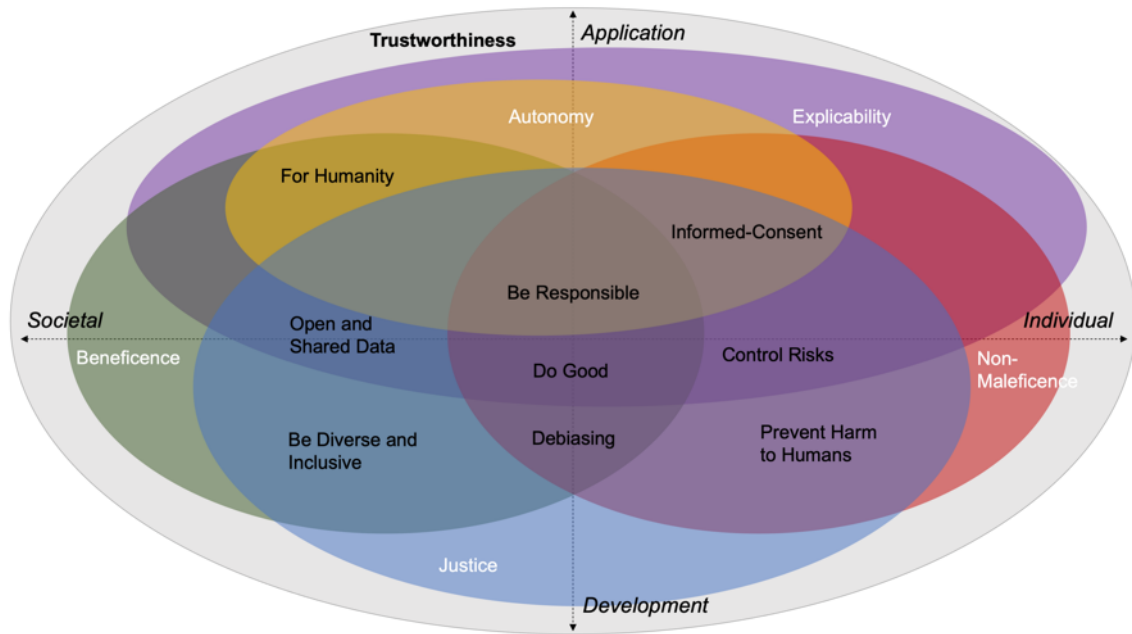 Application
Trustworthiness
Autonomy
Explicability
For Humanity
Informed-Consent
Be Responsible
Societal
Individual
Open and
Shared Data
Beneficence
Control Risks
Non-
Maleficence
Do Good
Be Diverse and
Inclusive
Debiasing
Prevent Harm
to Humans
Justice
Development